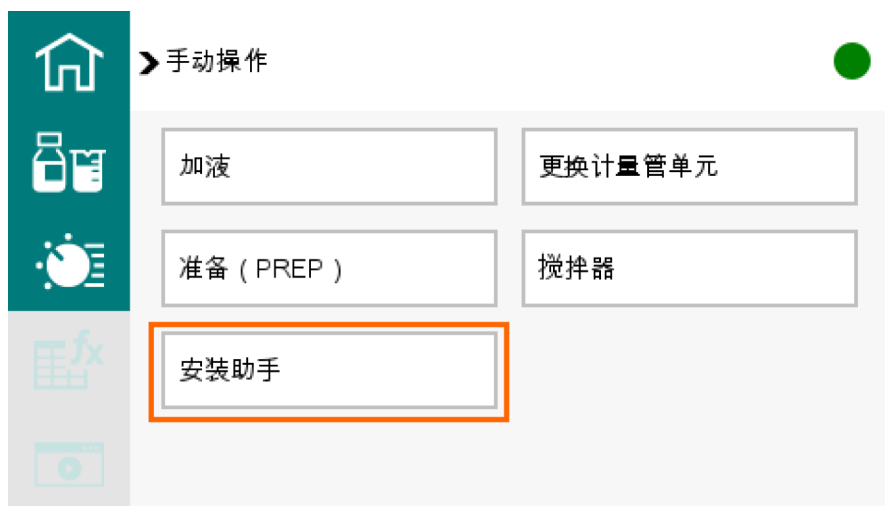 手动操作
加液
更换计量管单元
准备 ( PREP )
搅拌器
安装助手
fx